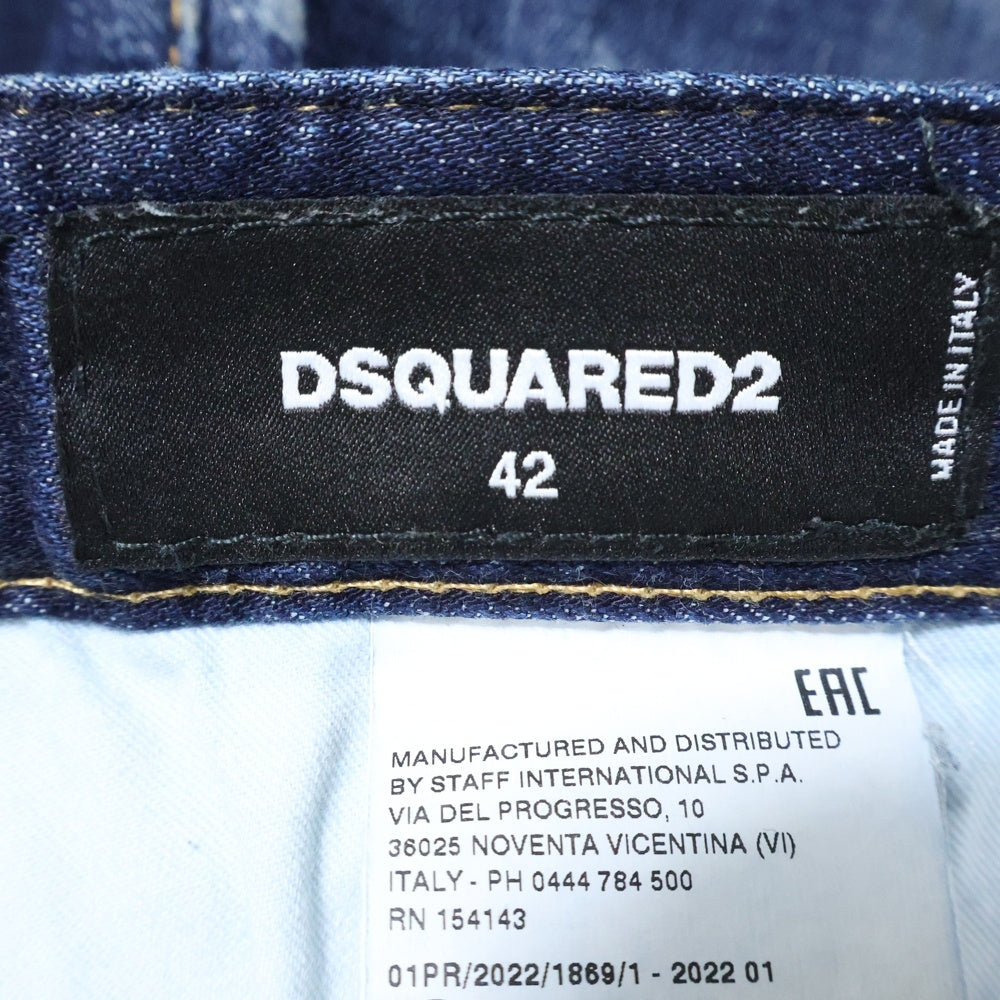 DSQUARED2
42
MADE IN ITALY
EAC
MANUFACTURED AND DISTRIBUTED
BY STAFF INTERNATIONAL S.P.A.
VIA DEL PROGRESSO, 10
36025 NOVENTA VICENTINA (VI)
ITALY - PH 0444 784 500
RN 154143
01PR/2022/1869/1 - 2022 01